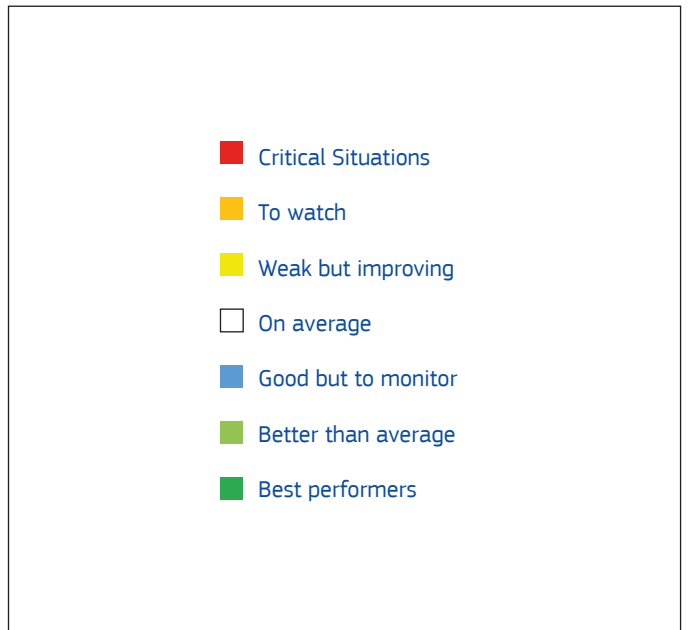 Critical Situations
To watch
Weak but improving
On average
Good but to monitor
Better than average
Best performers